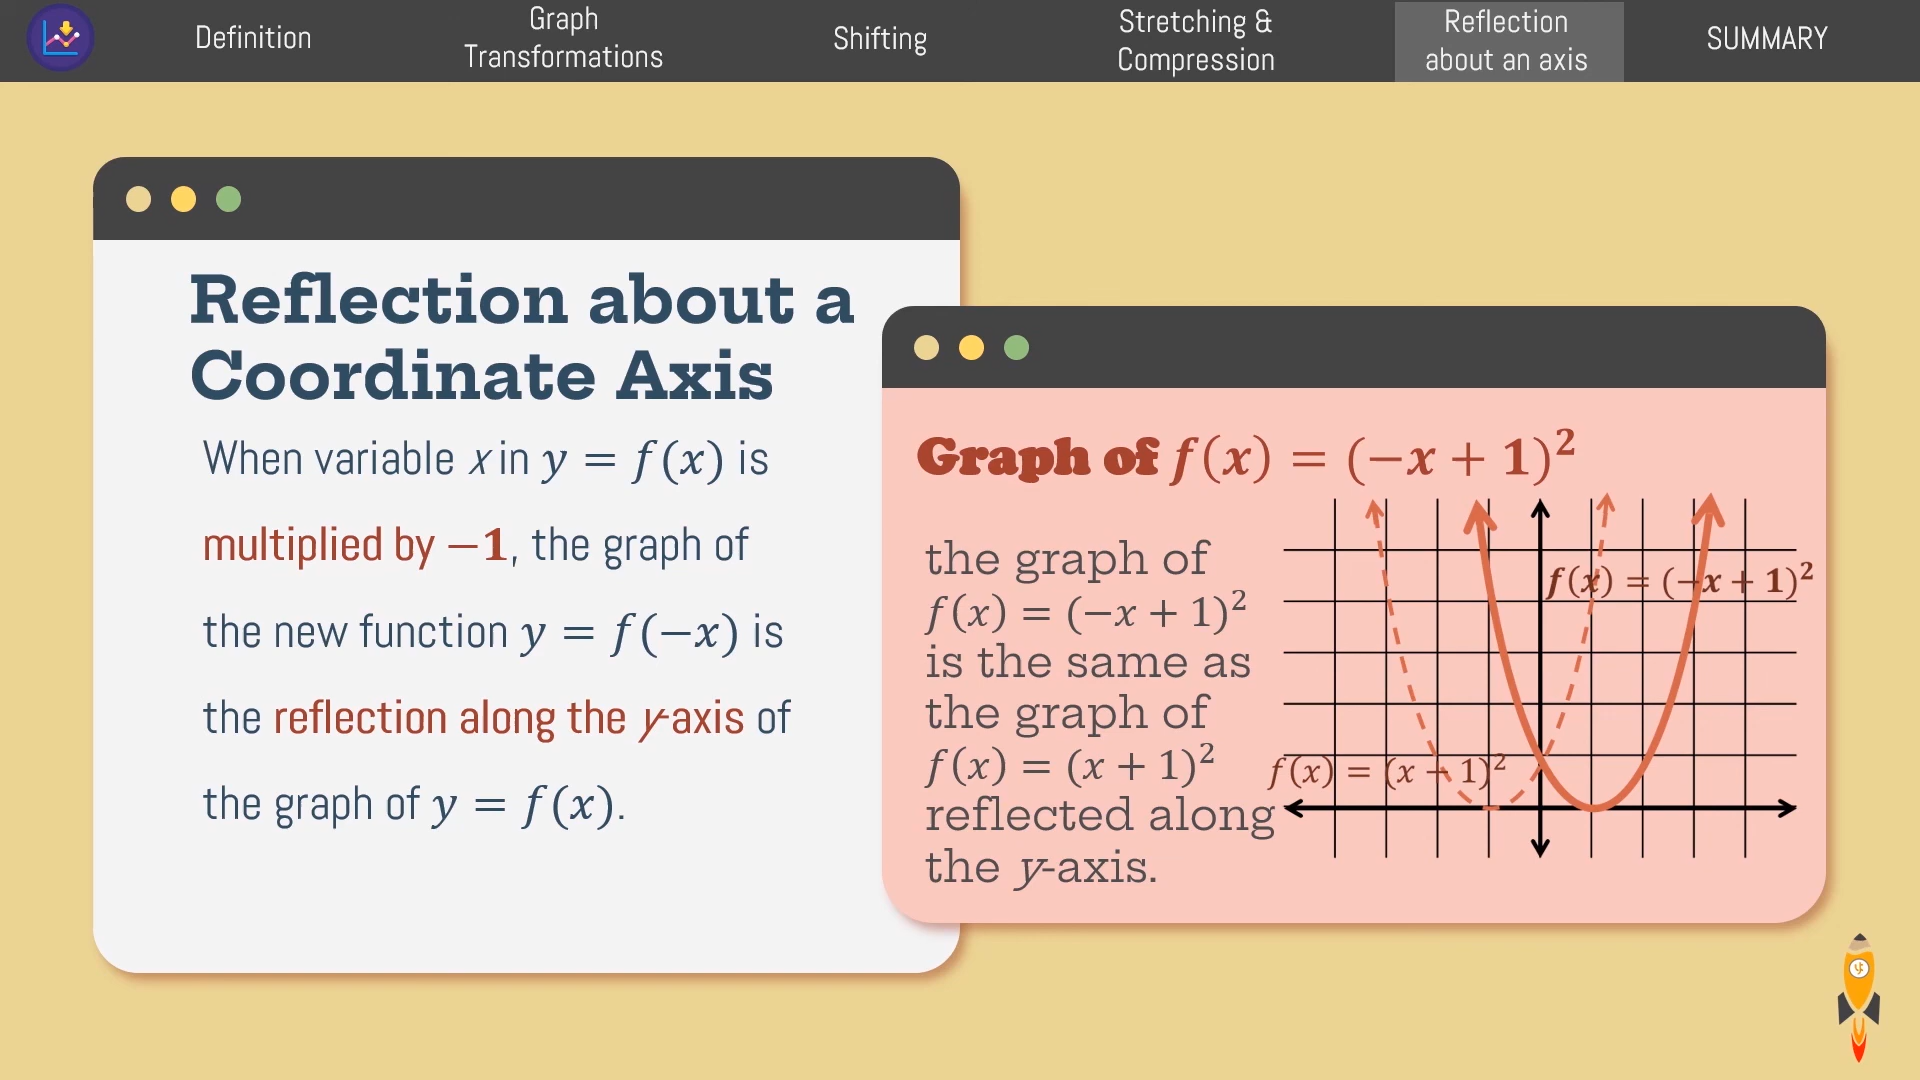 Definition
Graph
Transformations
Shifting
Stretching &
Compression
Reflection
about an axis
SUMMARY
Reflection about a
Coordinate Axis
When variable x in y = f(x) is
multiplied by −1, the graph of
the new function y = f(−x) is
the reflection along the y-axis of
the graph of y = f(x).
Graph of f(x) = (−x + 1)²
the graph of
f(x) = (−x + 1)²
is the same as
the graph of
f(x) = (x + 1)²
reflected along
the y-axis.
f(x) = (−x + 1)²
f(x) = (x + 1)²